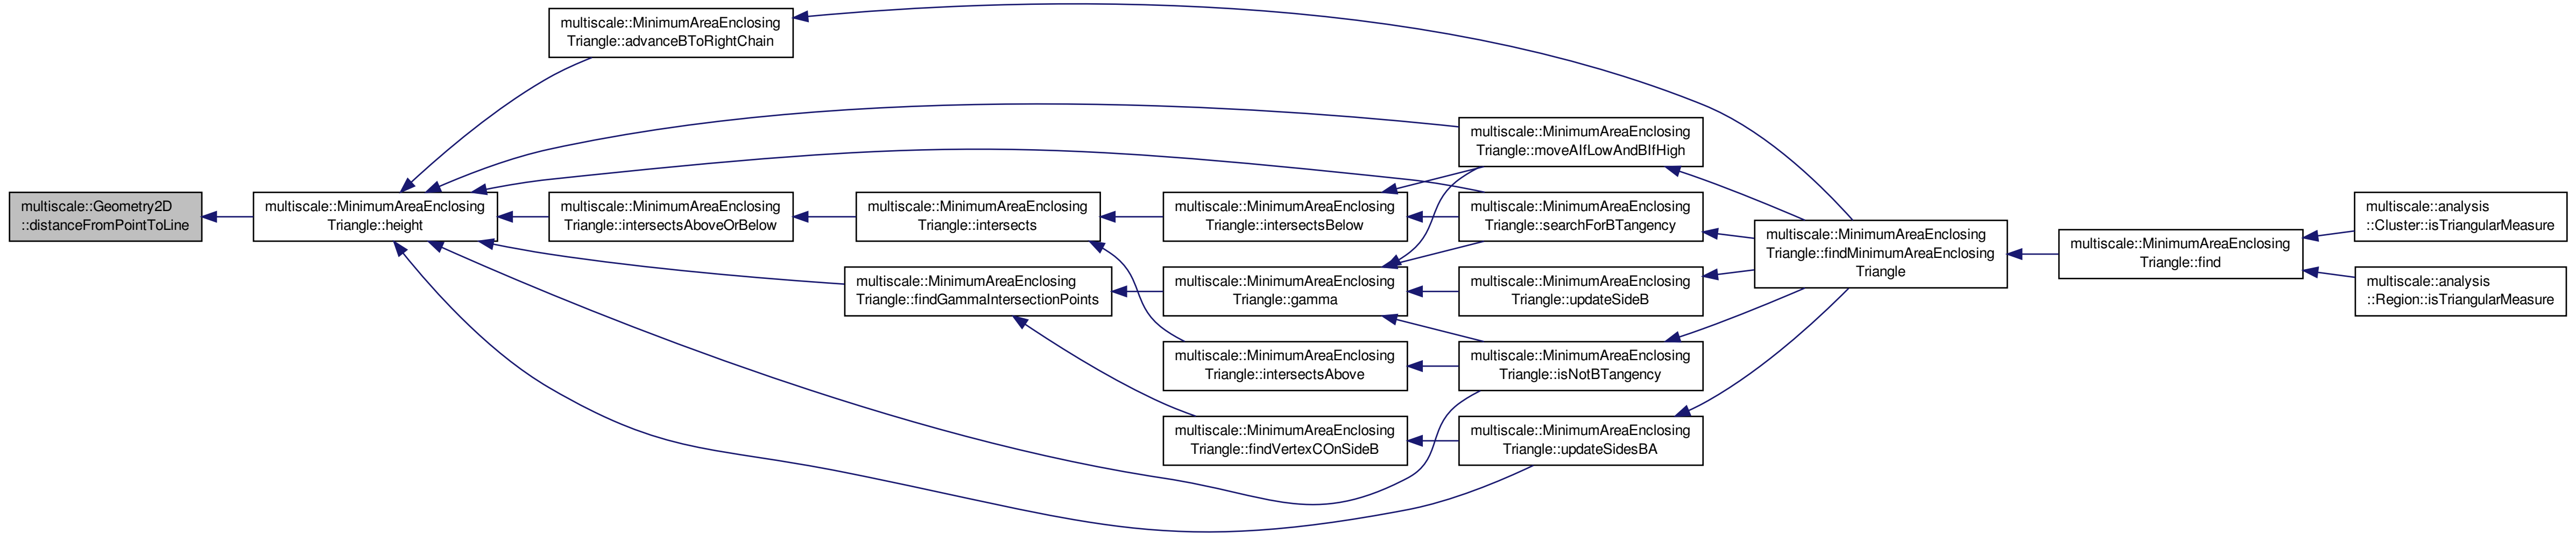 multiscale::Geometry2D
::distanceFromPointToLine
multiscale::MinimumAreaEnclosing
Triangle::height
multiscale::MinimumAreaEnclosing
Triangle::advanceBToRightChain
multiscale::MinimumAreaEnclosing
Triangle::intersectsAboveOrBelow
multiscale::MinimumAreaEnclosing
Triangle::findGammaIntersectionPoints
multiscale::MinimumAreaEnclosing
Triangle::intersects
multiscale::MinimumAreaEnclosing
Triangle::intersectsBelow
multiscale::MinimumAreaEnclosing
Triangle::gamma
multiscale::MinimumAreaEnclosing
Triangle::intersectsAbove
multiscale::MinimumAreaEnclosing
Triangle::findVertexCOnSideB
multiscale::MinimumAreaEnclosing
Triangle::moveAIfLowAndBIfHigh
multiscale::MinimumAreaEnclosing
Triangle::searchForBTangency
multiscale::MinimumAreaEnclosing
Triangle::updateSideB
multiscale::MinimumAreaEnclosing
Triangle::isNotBTangency
multiscale::MinimumAreaEnclosing
Triangle::updateSidesBA
multiscale::MinimumAreaEnclosing
Triangle::findMinimumAreaEnclosing
Triangle
multiscale::MinimumAreaEnclosing
Triangle::find
multiscale::analysis
::Cluster::isTriangularMeasure
multiscale::analysis
::Region::isTriangularMeasure